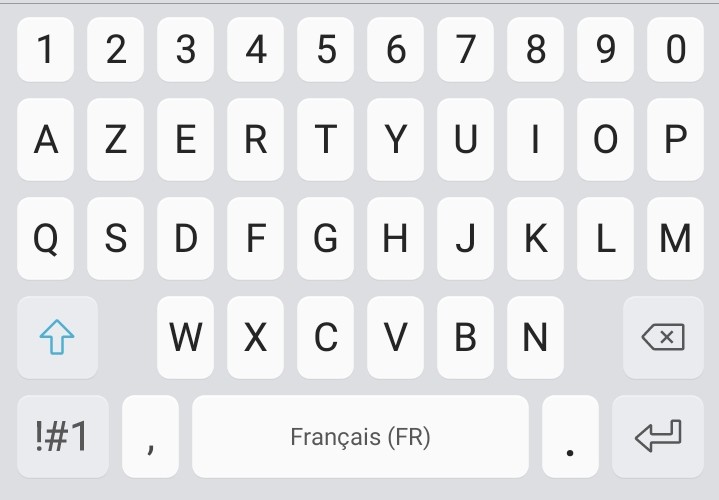 1 2 3 4 5 6 7 8 9 0
A Z E R T Y U I O P
Q S D F G H J K L M
W X C V B N
!#1 , Français (FR) .